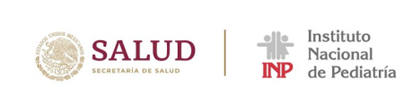 SALUD
SECRETARÍA DE SALUD
INP
Instituto
Nacional
de Pediatría